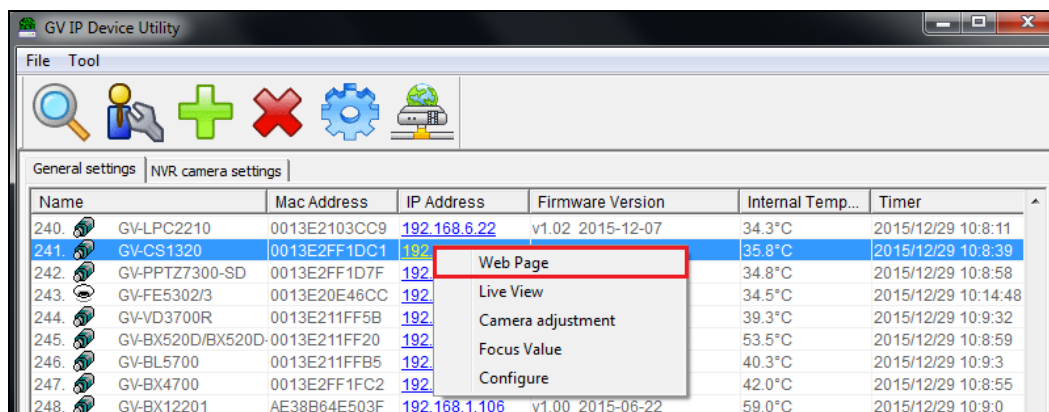 GV IP Device Utility
File Tool
General settings NVR camera settings
Name Mac Address IP Address Firmware Version Internal Temp... Timer
240. GV-LPC2210 0013E2103CC9 192.168.6.22 v1.02 2015-12-07 34.3°C 2015/12/29 10:8:11
241. GV-CS1320 0013E2FF1DC1 192. 35.8°C 2015/12/29 10:8:39
Web Page
242. GV-PPTZ7300-SD 0013E2FF1D7F 192. 34.8°C 2015/12/29 10:8:58
243. GV-FE5302/3 0013E20E46CC 192. 34.5°C 2015/12/29 10:14:48
Live View
244. GV-VD3700R 0013E211FF5B 192. 39.3°C 2015/12/29 10:9:32
Camera adjustment
245. GV-BX520D/BX520D- 0013E211FF20 192. 53.5°C 2015/12/29 10:8:59
Focus Value
246. GV-BL5700 0013E211FFB5 192. 40.3°C 2015/12/29 10:9:3
247. GV-BX4700 0013E2FF1FC2 192. 42.0°C 2015/12/29 10:8:55
Configure
248. GV-BX12201 AE38B64E503F 192.168.1.106 v1.00 2015-06-22 59.0°C 2015/12/29 10:9:0